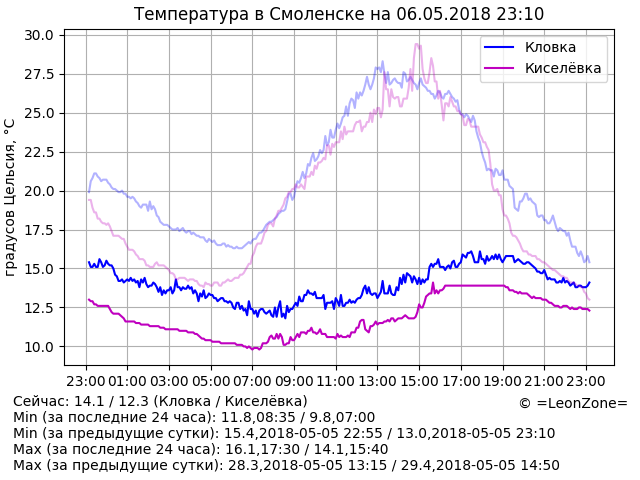 Температура в Смоленске на 06.05.2018 23:10
Кловка
Киселёвка
градусов Цельсия, °C
30.0
27.5
25.0
22.5
20.0
17.5
15.0
12.5
10.0
23:00 01:00 03:00 05:00 07:00 09:00 11:00 13:00 15:00 17:00 19:00 21:00 23:00
Сейчас: 14.1 / 12.3 (Кловка / Киселёвка)
© =LeonZone=
Min (за последние 24 часа): 11.8,08:35 / 9.8,07:00
Min (за предыдущие сутки): 15.4,2018-05-05 22:55 / 13.0,2018-05-05 23:10
Max (за последние 24 часа): 16.1,17:30 / 14.1,15:40
Max (за предыдущие сутки): 28.3,2018-05-05 13:15 / 29.4,2018-05-05 14:50